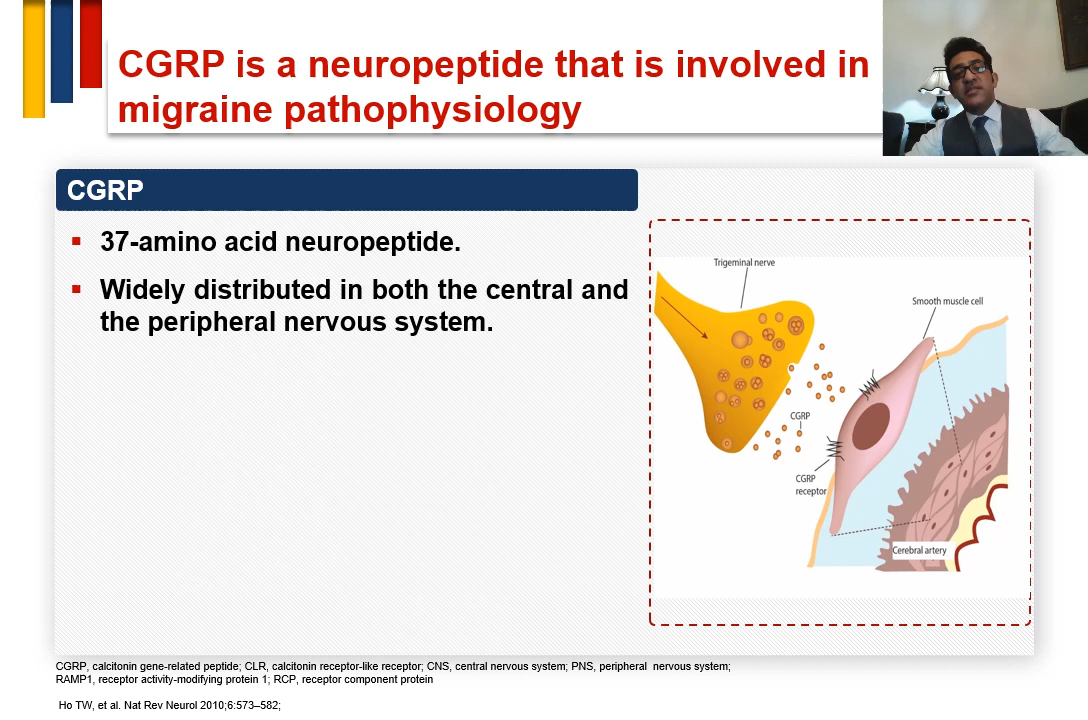 CGRP is a neuropeptide that is involved in
migraine pathophysiology
CGRP
37-amino acid neuropeptide.
Widely distributed in both the central and
the peripheral nervous system.
Trigeminal nerve
Smooth muscle cell
CGRP
CGRP
receptor
Cerebral artery
CGRP, calcitonin gene-related peptide; CLR, calcitonin receptor-like receptor; CNS, central nervous system; PNS, peripheral nervous system;
RAMP1, receptor activity-modifying protein 1; RCP, receptor component protein
Ho TW, et al. Nat Rev Neurol 2010;6:573–582;